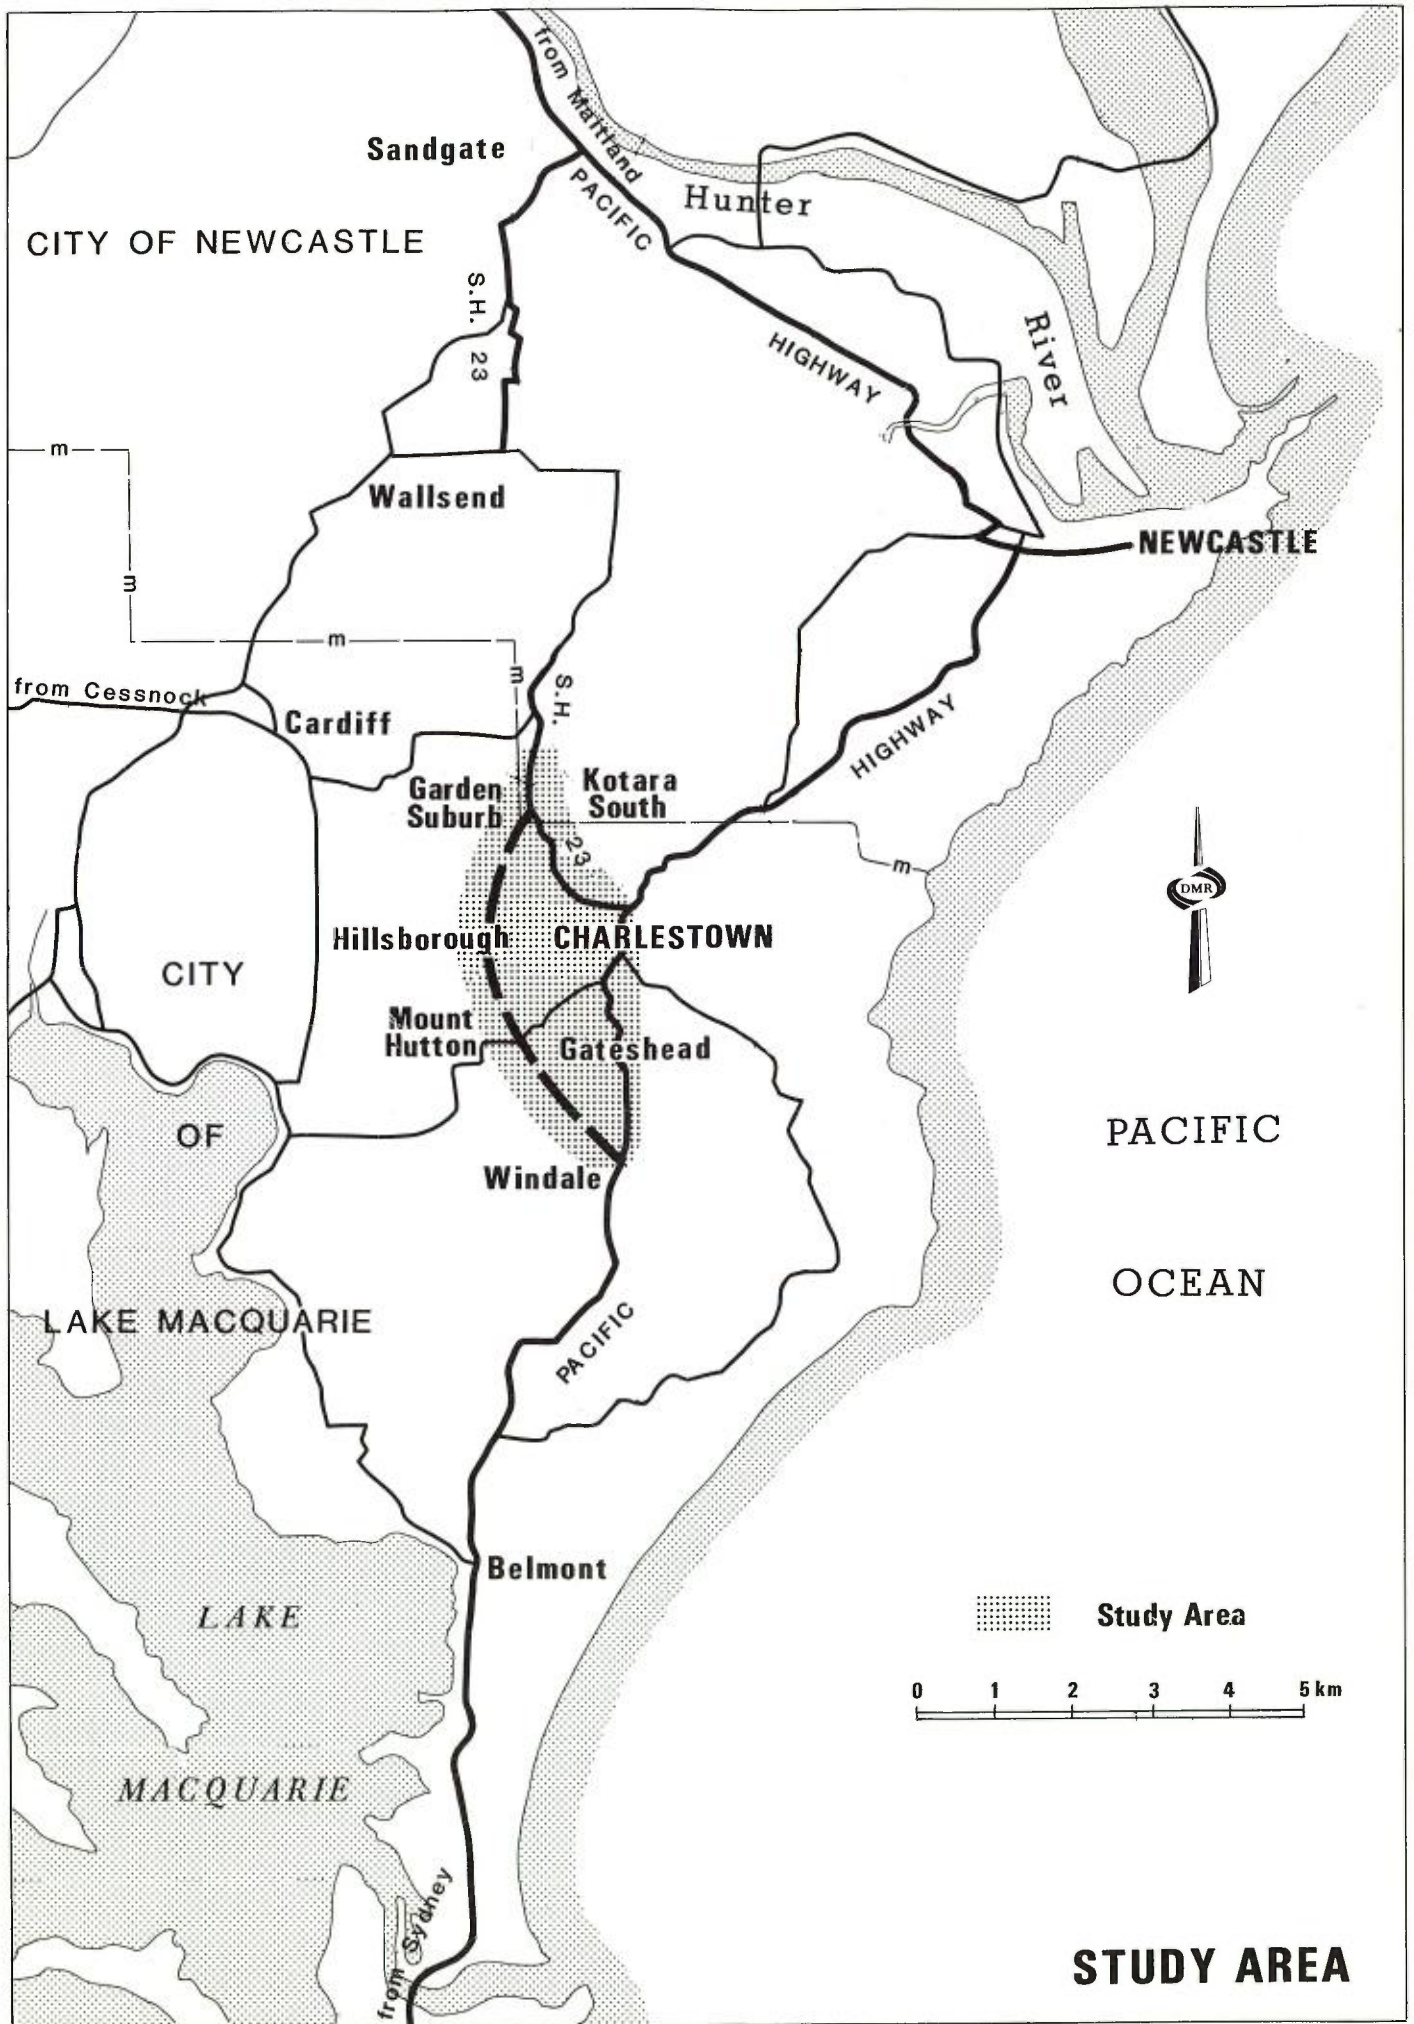 from Maitland
Sandgate
PACIFIC
Hunter
CITY OF NEWCASTLE
S.H. 23
River
HIGHWAY
m
Wallsend
NEWCASTLE
m
m
m
S.H.
from Cessnock
Cardiff
HIGHWAY
Garden
Suburb
Kotara
South
23
m
DMR
Hillsborough
CHARLESTOWN
CITY
Mount
Hutton
Gateshead
PACIFIC
OF
Windale
OCEAN
LAKE MACQUARIE
PACIFIC
Belmont
LAKE
Study Area
0 1 2 3 4 5 km
MACQUARIE
from Sydney
STUDY AREA